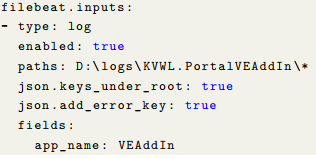 filebeat.inputs:
- type: log
  enabled: true
  paths: D:\logs\KVWL.PortalVEAddIn\*
  json.keys_under_root: true
  json.add_error_key: true
  fields:
    app_name: VEAddIn